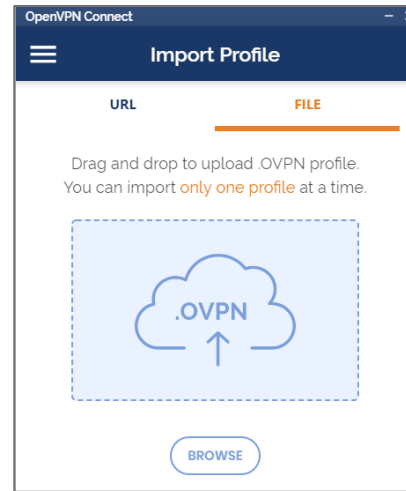 OpenVPN Connect
Import Profile
URL
FILE
Drag and drop to upload .OVPN profile.
You can import only one profile at a time.
.OVPN
BROWSE